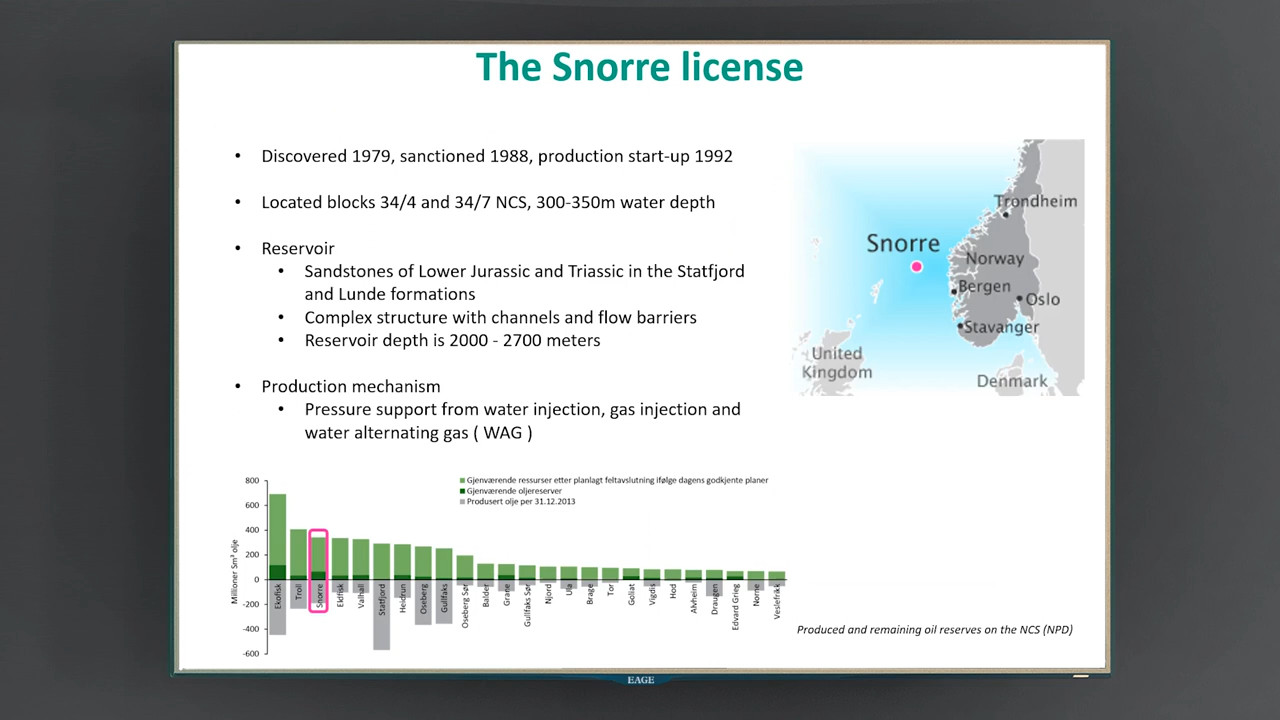 The Snorre license
• Discovered 1979, sanctioned 1988, production start-up 1992
• Located blocks 34/4 and 34/7 NCS, 300-350m water depth
• Reservoir
• Sandstones of Lower Jurassic and Triassic in the Statfjord
and Lunde formations
• Complex structure with channels and flow barriers
• Reservoir depth is 2000 - 2700 meters
• Production mechanism
• Pressure support from water injection, gas injection and
water alternating gas ( WAG )
Trondheim
Snorre
Norway
Bergen
Oslo
Stavanger
United
Kingdom
Denmark
Gjenværende ressurser etter planlagt feltavslutning ifølge dagens godkjente planer
Gjenværende oljereserver
Produsert olje per 31.12.2013
Millioner Sm³ olje
800
600
400
200
0
-200
-400
-600
Ekofisk
Troll
Snorre
Eldfisk
Valhall
Statfjord
Heidrun
Oseberg
Gullfaks
Oseberg Sør
Balder
Grane
Gullfaks Sør
Njord
Ula
Brage
Tor
Goliat
Vigdis
Hod
Alvheim
Draugen
Edvard Grieg
Norne
Veslefrikk
Produced and remaining oil reserves on the NCS (NPD)
EAGE